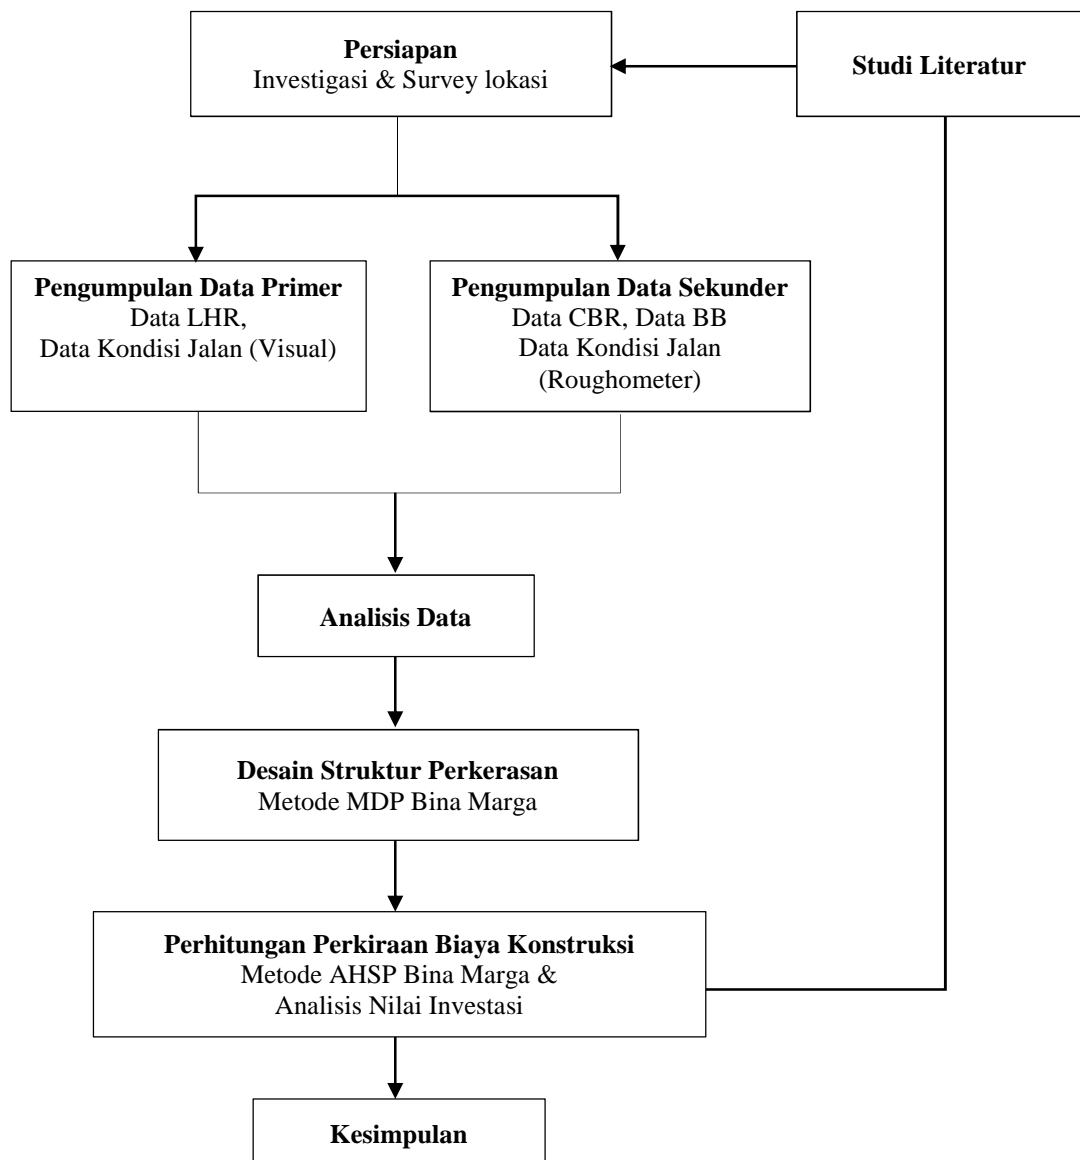 Persiapan
Investigasi & Survey lokasi
Studi Literatur
Pengumpulan Data Primer
Data LHR,
Data Kondisi Jalan (Visual)
Pengumpulan Data Sekunder
Data CBR, Data BB
Data Kondisi Jalan
(Roughometer)
Analisis Data
Desain Struktur Perkerasan
Metode MDP Bina Marga
Perhitungan Perkiraan Biaya Konstruksi
Metode AHSP Bina Marga &
Analisis Nilai Investasi
Kesimpulan